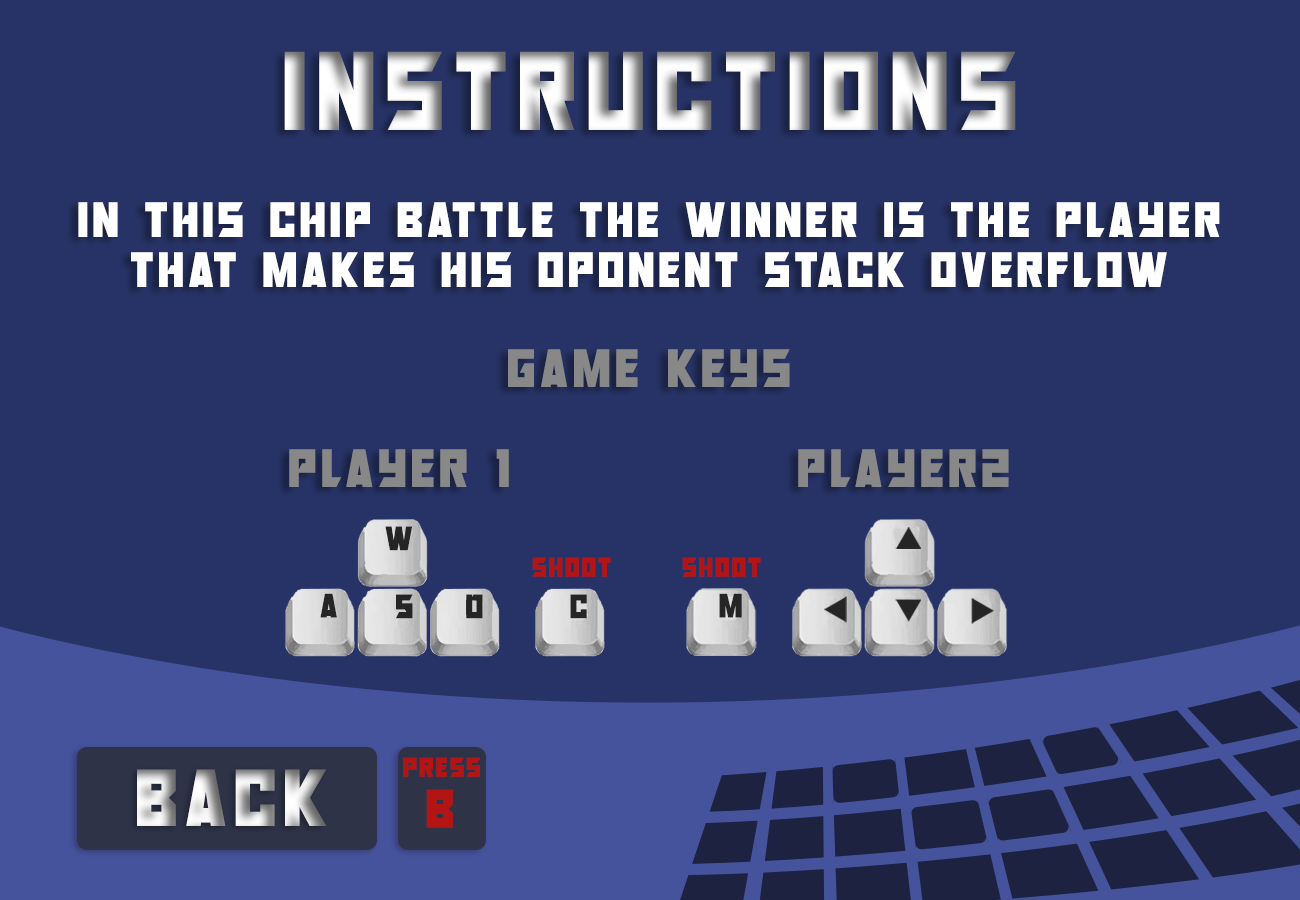 INSTRUCTIONS
IN THIS CHIP BATTLE THE WINNER IS THE PLAYER
THAT MAKES HIS OPONENT STACK OVERFLOW
GAME KEYS
PLAYER 1 PLAYER2
W ▲
SHOOT SHOOT
A S D C M ◀ ▼ ▶
BACK PRESS
B